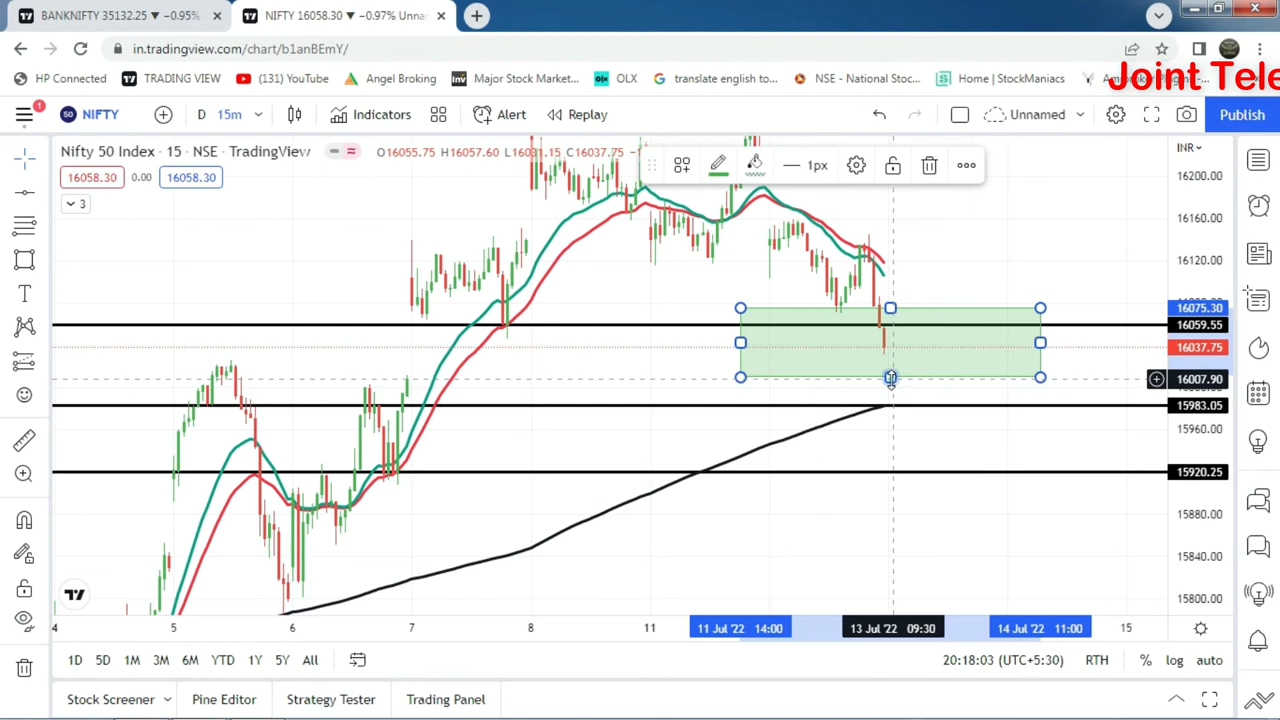 BANKNIFTY 35132.25 ▼ −0.95%
NIFTY 16058.30 ▼ −0.97% Unna
in.tradingview.com/chart/b1anBEmY/
HP Connected
TRADING VIEW
(131) YouTube
Angel Broking
Inv Major Stock Market...
OLX
translate english to...
NSE - National Stoc...
Home | StockManiacs
Joint Tele
1
50 NIFTY
D 15m
Indicators
Alert
Replay
Unnamed
Publish
Nifty 50 Index · 15 · NSE · TradingView
O16055.75 H16057.60 L16031.15 C16037.75
INR
16058.30 0.00 16058.30
3
1px
16200.00
16160.00
16120.00
16075.30
16059.55
16037.75
16007.90
15983.05
15960.00
15920.25
15880.00
15840.00
15800.00
4 5 6 7 8 11 11 Jul '22 14:00 13 Jul '22 09:30 14 Jul '22 11:00 15
1D 5D 1M 3M 6M YTD 1Y 5Y All
20:18:03 (UTC+5:30) RTH % log auto
Stock Screener Pine Editor Strategy Tester Trading Panel